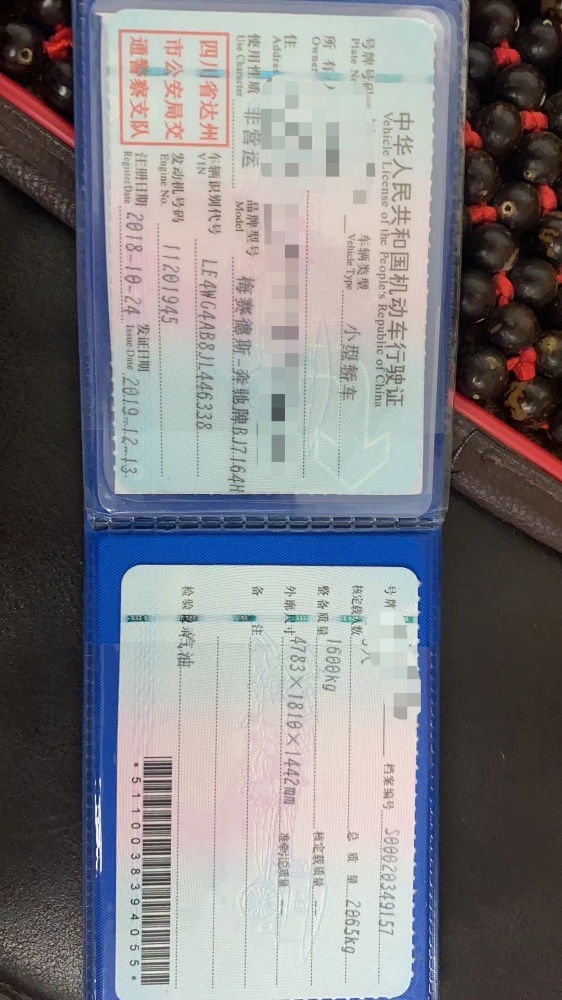 中华人民共和国机动车行驶证
Vehicle License of the People's Republic of China
号牌号码
Plate No.
车辆类型 小型轿车
Vehicle Type
所有人
Owner
住
Address
使用性质 非营运
Use Character
品牌型号 梅赛德斯-奔驰牌BJ7164H
Model
四川省达州
市公安局交
通警察支队
车辆识别代号 LE4WG4AB8JL446338
VIN
发动机号码 11201945
Engine No.
注册日期 2018-10-24
Register Date
发证日期 2019-12-13
Issue Date
号牌
档案编号 S00020349157
核定载人数 5人
总质量 2065kg
整备质量 1600kg
核定载质量 --
外廓尺寸 4783×1810×1442mm
准牵引总质量 --
备 注
检验 汽油
*5110038394055*